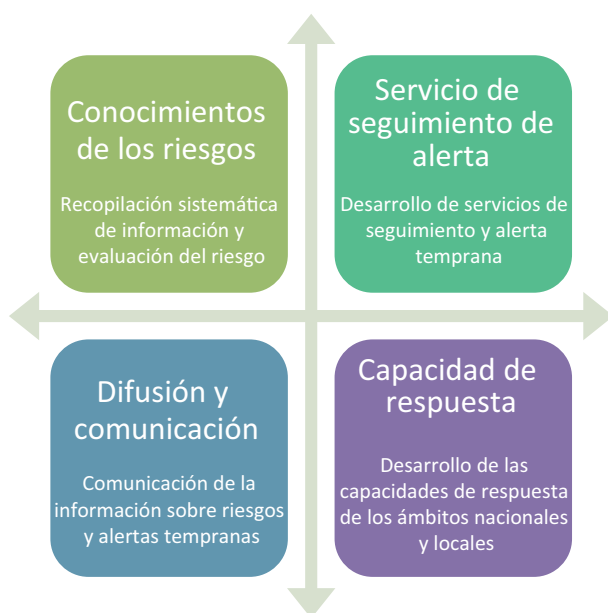 Conocimientos
de los riesgos
Recopilación sistemática
de información y
evaluación del riesgo
Servicio de
seguimiento de
alerta
Desarrollo de servicios de
seguimiento y alerta
temprana
Difusión y
comunicación
Comunicación de la
información sobre riesgos
y alertas tempranas
Capacidad de
respuesta
Desarrollo de las
capacidades de respuesta
de los ámbitos nacionales
y locales